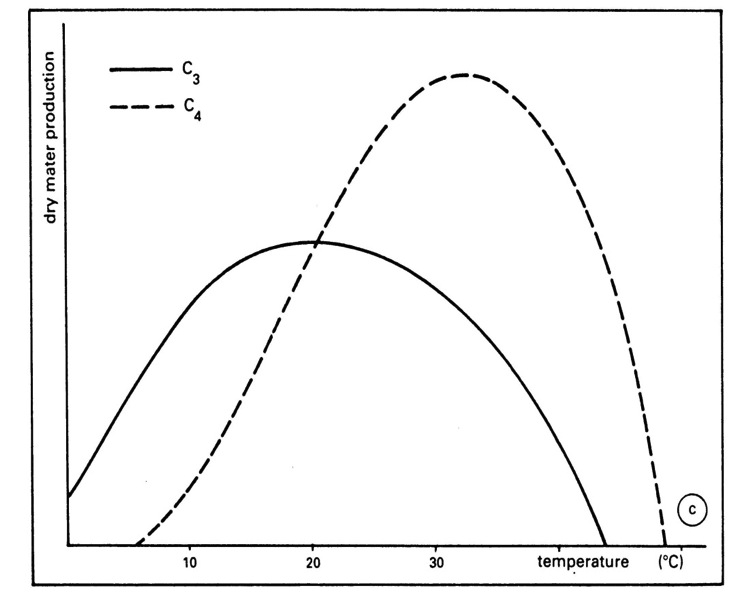 dry mater production
C3
C4
c
10 20 30 temperature (°C)